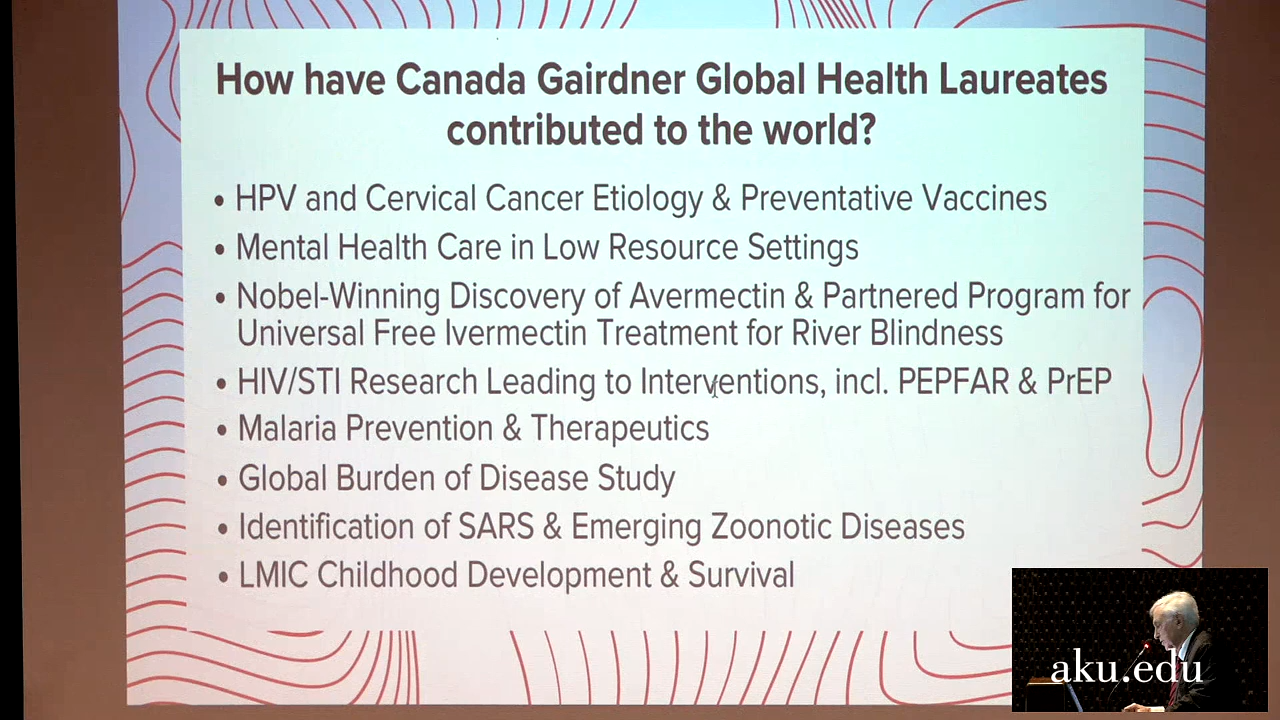 How have Canada Gairdner Global Health Laureates
contributed to the world?
• HPV and Cervical Cancer Etiology & Preventative Vaccines
• Mental Health Care in Low Resource Settings
• Nobel-Winning Discovery of Avermectin & Partnered Program for
Universal Free Ivermectin Treatment for River Blindness
• HIV/STI Research Leading to Interventions, incl. PEPFAR & PrEP
• Malaria Prevention & Therapeutics
• Global Burden of Disease Study
• Identification of SARS & Emerging Zoonotic Diseases
• LMIC Childhood Development & Survival
aku.edu